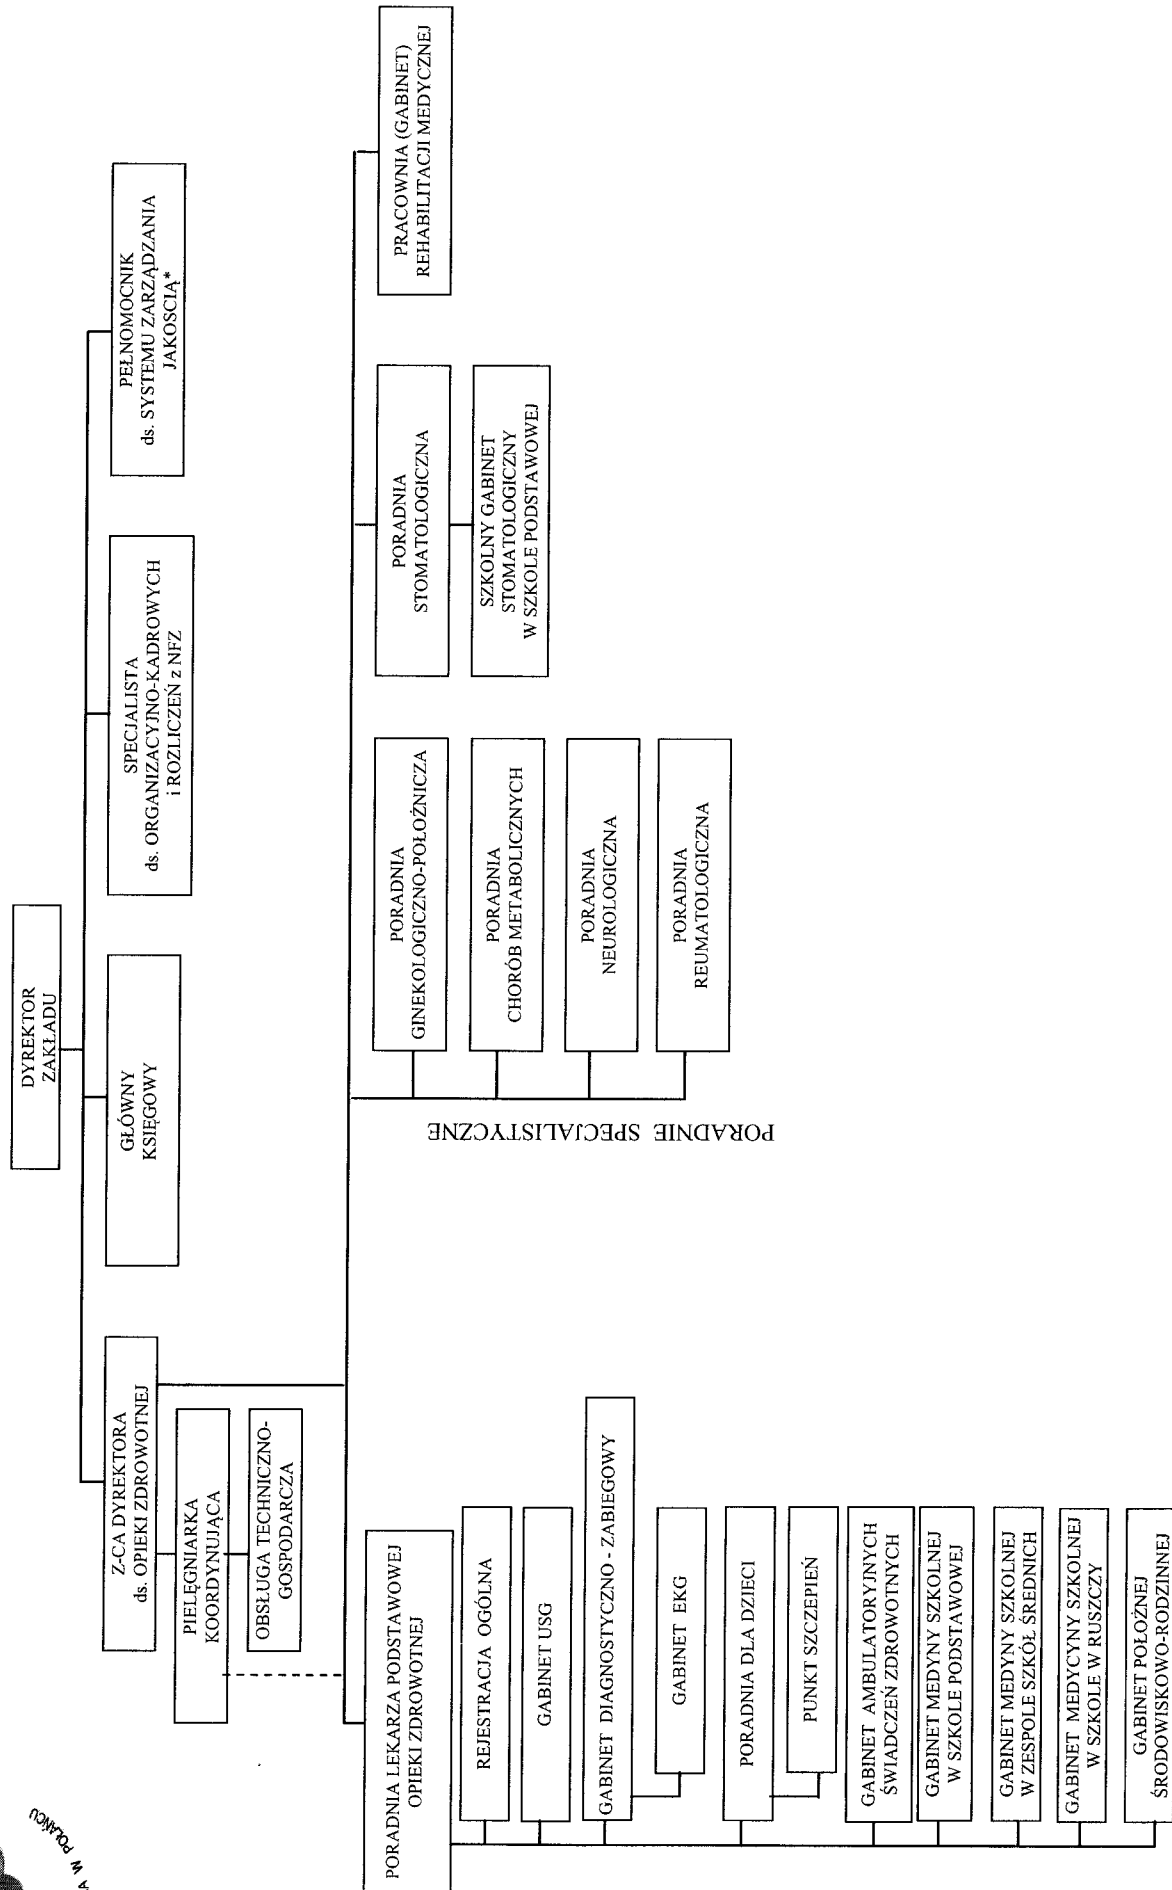 DYREKTOR
ZAKŁADU
Z-CA DYREKTORA
ds. OPIEKI ZDROWOTNEJ
GŁÓWNY
KSIĘGOWY
SPECJALISTA
ds. ORGANIZACYJNO-KADROWYCH
i ROZLICZEŃ z NFZ
PEŁNOMOCNIK
ds. SYSTEMU ZARZĄDZANIA
JAKOSCIĄ*
PIELĘGNIARKA
KOORDYNUJĄCA
OBSŁUGA TECHNICZNO-
GOSPODARCZA
PORADNIA LEKARZA PODSTAWOWEJ
OPIEKI ZDROWOTNEJ
REJESTRACJA OGÓLNA
GABINET USG
GABINET DIAGNOSTYCZNO - ZABIEGOWY
GABINET EKG
PORADNIA DLA DZIECI
PUNKT SZCZEPIEŃ
GABINET AMBULATORYJNYCH
ŚWIADCZEŃ ZDROWOTNYCH
GABINET MEDYNY SZKOLNEJ
W SZKOLE PODSTAWOWEJ
GABINET MEDYNY SZKOLNEJ
W ZESPOLE SZKÓŁ ŚREDNICH
GABINET MEDYCYNY SZKOLNEJ
W SZKOLE W RUSZCZY
GABINET POŁOŻNEJ
ŚRODOWISKO-RODZINNEJ
PORADNIE SPECJALISTYCZNE
PORADNIA
GINEKOLOGICZNO-POŁOŻNICZA
PORADNIA
CHORÓB METABOLICZNYCH
PORADNIA
NEUROLOGICZNA
PORADNIA
REUMATOLOGICZNA
PORADNIA
STOMATOLOGICZNA
SZKOLNY GABINET
STOMATOLOGICZNY
W SZKOLE PODSTAWOWEJ
PRACOWNIA (GABINET)
REHABILITACJI MEDYCZNEJ
A W POŁAŃCU